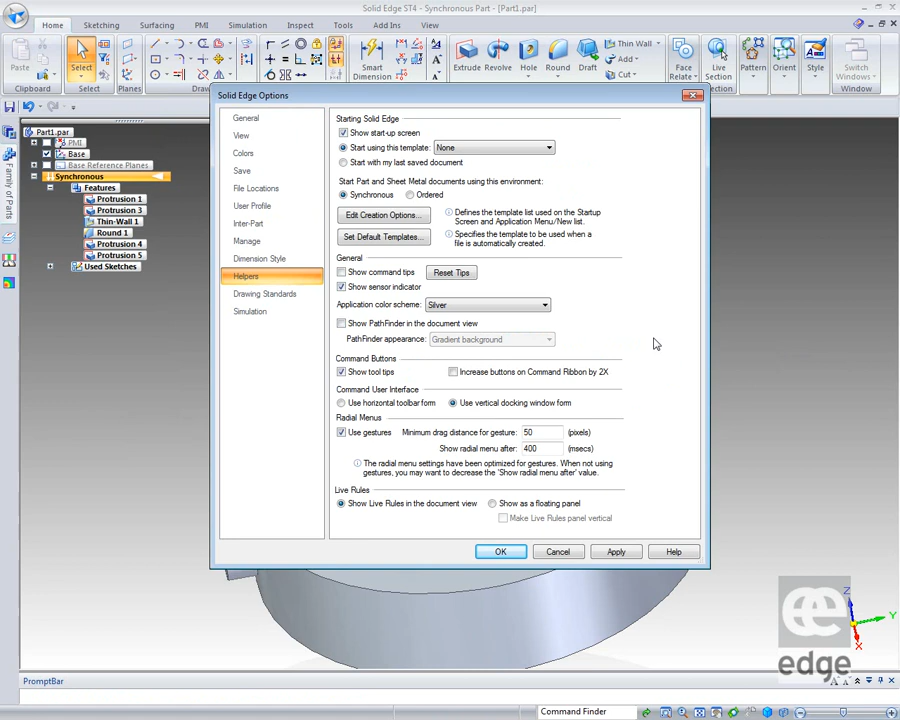 Solid Edge ST4 - Synchronous Part - [Part1.par]
Home Sketching Surfacing PMI Simulation Inspect Tools Add Ins View
Paste
Select
Smart
Dimension
Extrude Revolve Hole Round Draft
Thin Wall
Add
Cut
Face
Relate
Live
Section
Pattern Orient Style
Switch
Windows
Clipboard Select Planes Window
Part1.par
PMI
Base
Base Reference Planes
Synchronous
Features
Protrusion 1
Protrusion 3
Thin-Wall 1
Round 1
Protrusion 4
Protrusion 5
Used Sketches
Family of Parts
Solid Edge Options
General
View
Colors
Save
File Locations
User Profile
Inter-Part
Manage
Dimension Style
Helpers
Drawing Standards
Simulation
Starting Solid Edge
Show start-up screen
Start using this template: None
Start with my last saved document
Start Part and Sheet Metal documents using this environment:
Synchronous Ordered
Edit Creation Options...
Defines the template list used on the Startup
Screen and Application Menu/New list.
Set Default Templates...
Specifies the template to be used when a
file is automatically created.
General
Show command tips Reset Tips
Show sensor indicator
Application color scheme: Silver
Show PathFinder in the document view
PathFinder appearance: Gradient background
Command Buttons
Show tool tips Increase buttons on Command Ribbon by 2X
Command User Interface
Use horizontal toolbar form Use vertical docking window form
Radial Menus
Use gestures Minimum drag distance for gesture: 50 (pixels)
Show radial menu after: 400 (msecs)
The radial menu settings have been optimized for gestures. When not using
gestures, you may want to decrease the 'Show radial menu after' value.
Live Rules
Show Live Rules in the document view Show as a floating panel
Make Live Rules panel vertical
OK Cancel Apply Help
Z
Y
X
edge
PromptBar
Command Finder